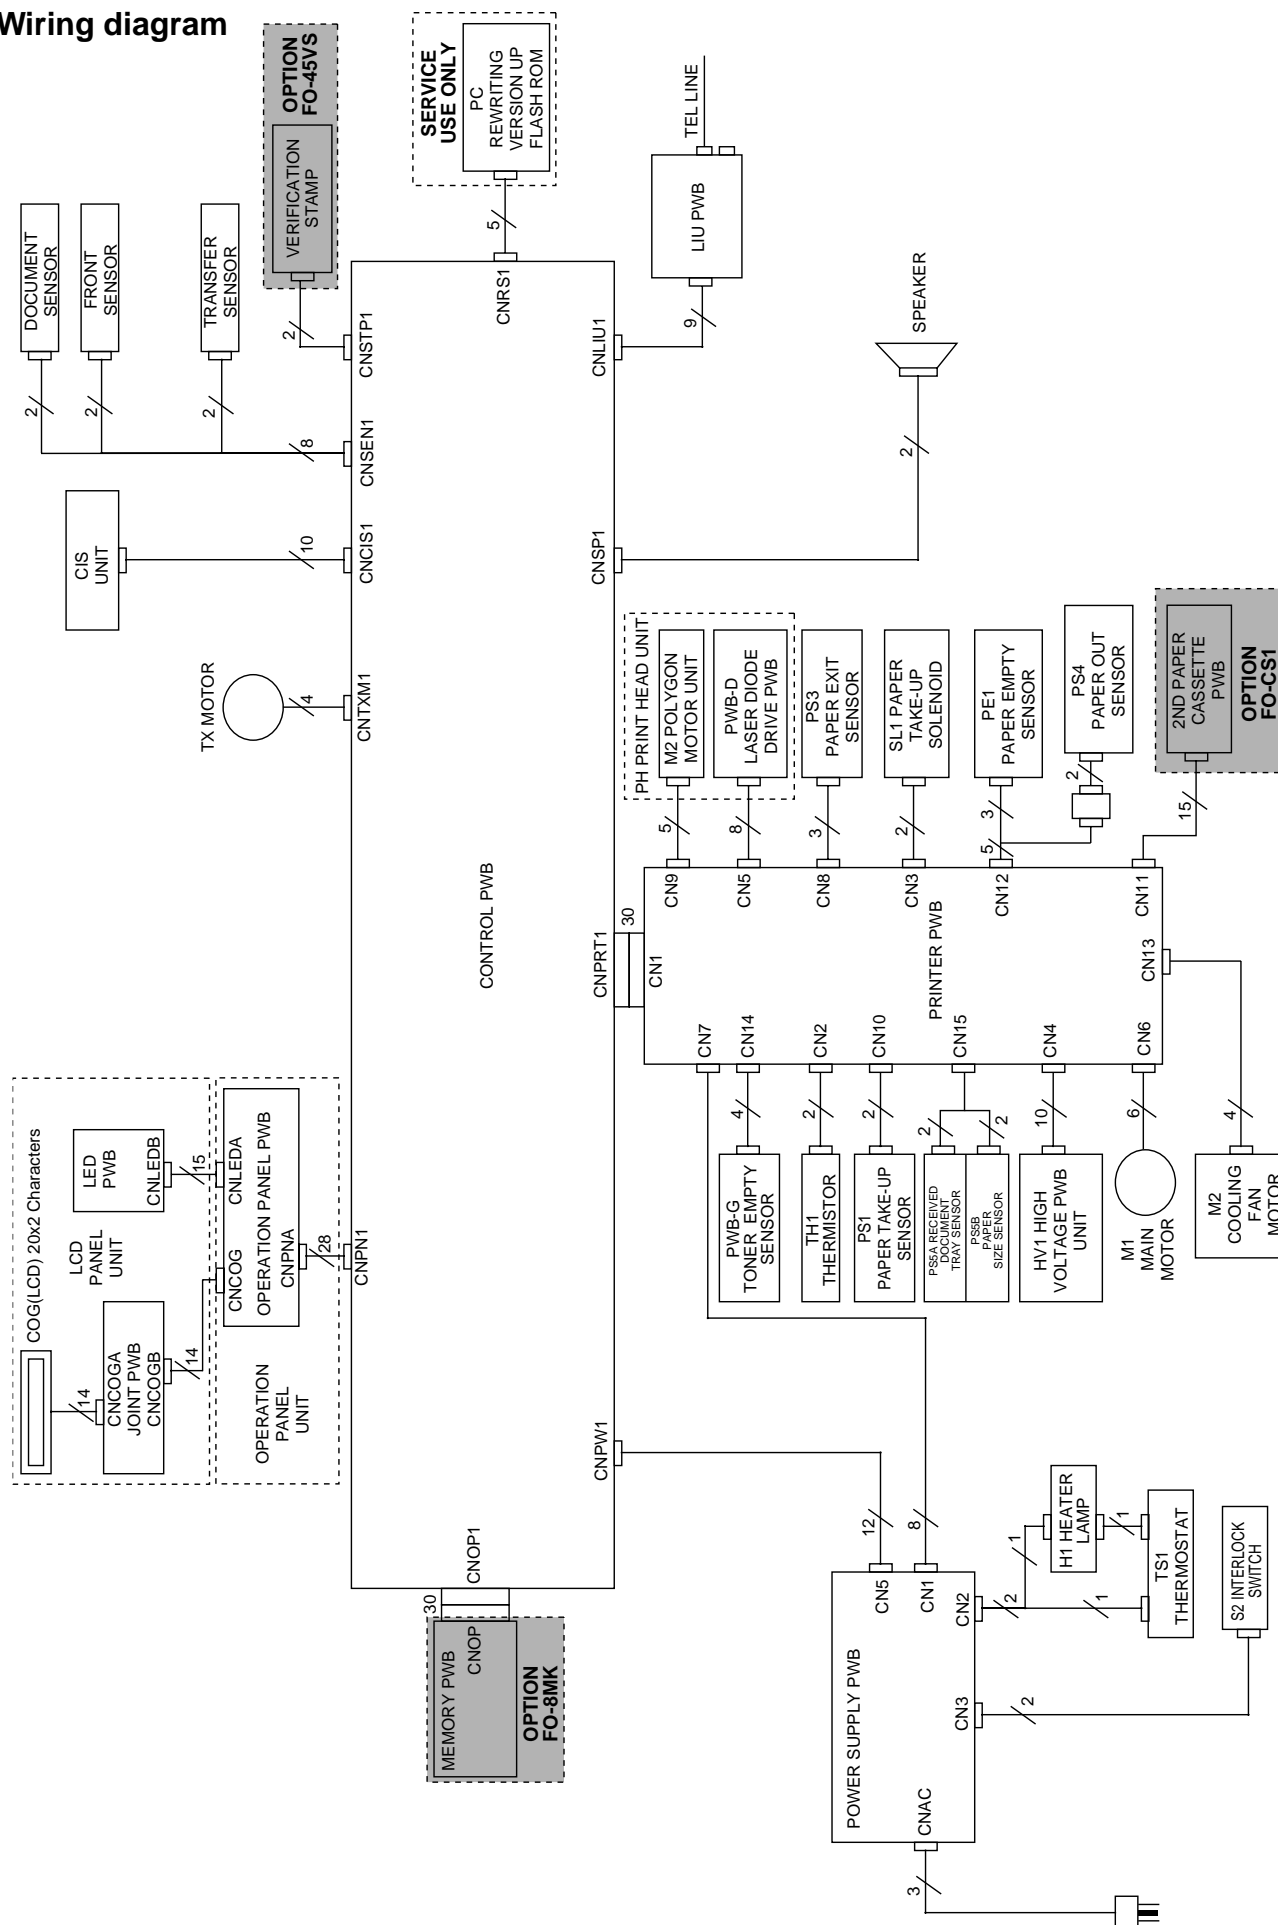 Wiring diagram
OPTION
FO-45VS
VERIFICATION
STAMP
2
CNSTP1
SERVICE
USE ONLY
PC
REWRITING
VERSION UP
FLASH ROM
5
CNRS1
TEL LINE
LIU PWB
9
CNLIU1
DOCUMENT
SENSOR
2
FRONT
SENSOR
2
TRANSFER
SENSOR
2
8
CNSEN1
CIS
UNIT
10
CNCIS1
TX MOTOR
4
CNTXM1
SPEAKER
2
CNSP1
CONTROL PWB
COG(LCD) 20x2 Characters
14
CNCOGA
JOINT PWB
CNCOGB
14
LCD
PANEL
UNIT
LED
PWB
CNLEDB
15
CNLEDA
CNCOG
OPERATION PANEL PWB
CNPNA
28
CNPN1
OPERATION
PANEL
UNIT
CNOP1
30
CNOP
MEMORY PWB
OPTION
FO-8MK
CNPW1
CNPRT1
30
CN1
PRINTER PWB
PH PRINT HEAD UNIT
M2 POLYGON
MOTOR UNIT
5
CN9
PWB-D
LASER DIODE
DRIVE PWB
8
CN5
PS3
PAPER EXIT
SENSOR
3
CN8
SL1 PAPER
TAKE-UP
SOLENOID
2
CN3
PE1
PAPER EMPTY
SENSOR
3
5
CN12
PS4
PAPER OUT
SENSOR
2
2ND PAPER
CASSETTE
PWB
OPTION
FO-CS1
15
CN11
CN13
4
M2
COOLING
FAN
MOTOR
CN7
CN14
4
PWB-G
TONER EMPTY
SENSOR
CN2
2
TH1
THERMISTOR
CN10
2
PS1
PAPER TAKE-UP
SENSOR
CN15
2
2
PS5A RECEIVED
DOCUMENT
TRAY SENSOR
PS5B
PAPER
SIZE SENSOR
CN4
10
HV1 HIGH
VOLTAGE PWB
UNIT
CN6
6
M1
MAIN
MOTOR
12
8
CN5
CN1
POWER SUPPLY PWB
CN2
2
1
H1 HEATER
LAMP
1
1
TS1
THERMOSTAT
CN3
2
S2 INTERLOCK
SWITCH
CNAC
3